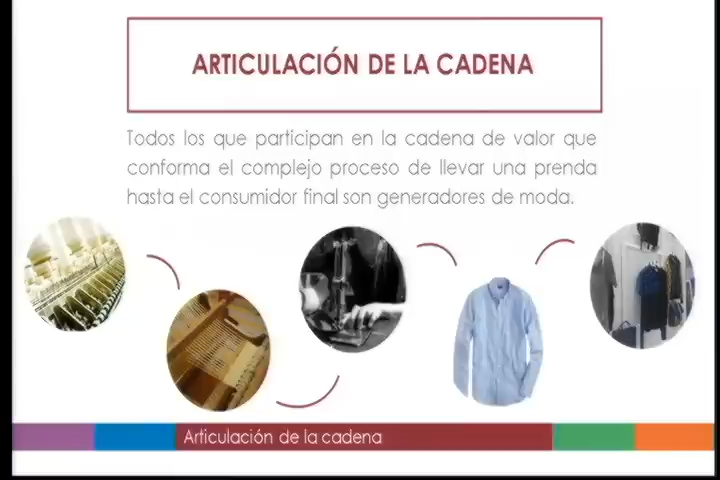 ARTICULACIÓN DE LA CADENA
Todos los que participan en la cadena de valor que
conforma el complejo proceso de llevar una prenda
hasta el consumidor final son generadores de moda.
Articulación de la cadena